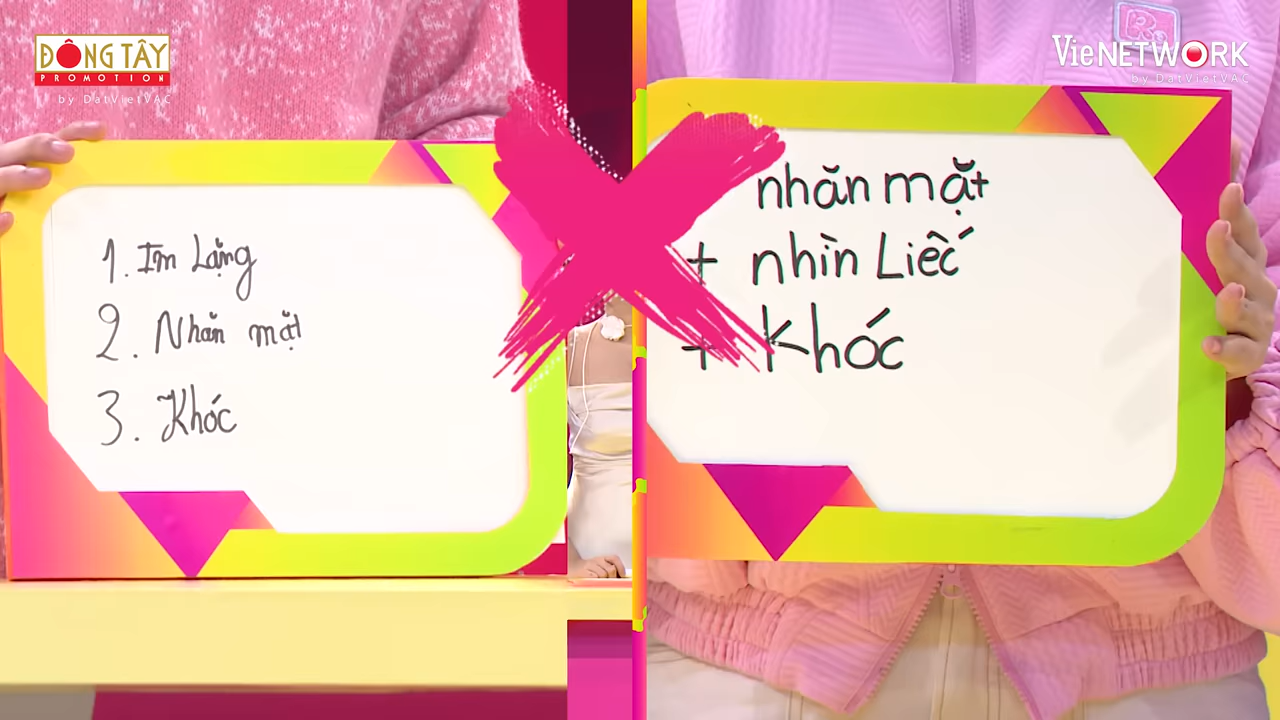 ĐÔNG TÂY
PROMOTION
by DatVietVAC
VieNETWORK
by DatVietVAC
1. Im Lặng
2. Nhăn mặt
3. Khóc
nhăn mặt
+ nhìn Liếc
+ Khóc